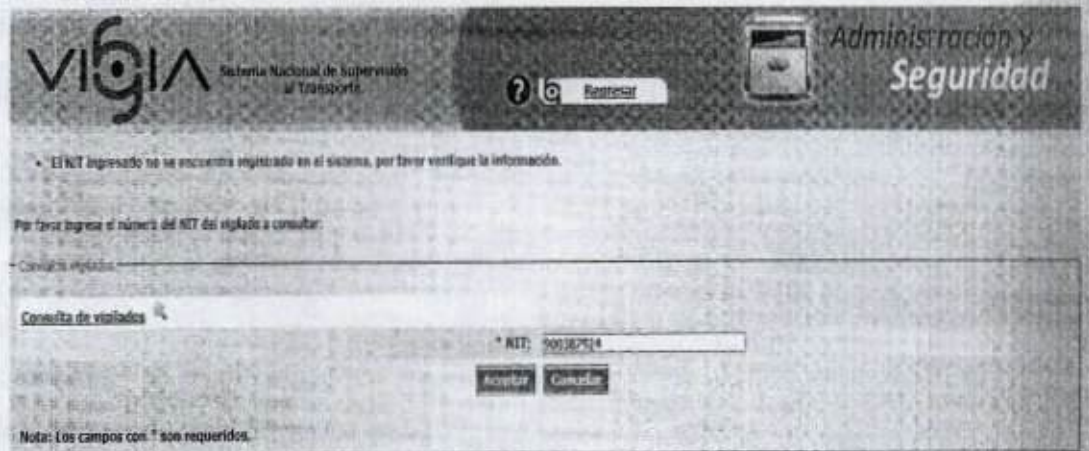 VIGIA
Sistema Nacional de Supervisión
al Transporte
Regresar
Administración y
Seguridad
• El NIT ingresado no se encuentra registrado en el sistema, por favor verifique la información.
Por favor ingrese el número del NIT del vigilado a consultar:
Consulta vigilados
Consulta de vigilados
* NIT: 900387924
Aceptar Cancelar
Nota: Los campos con * son requeridos.